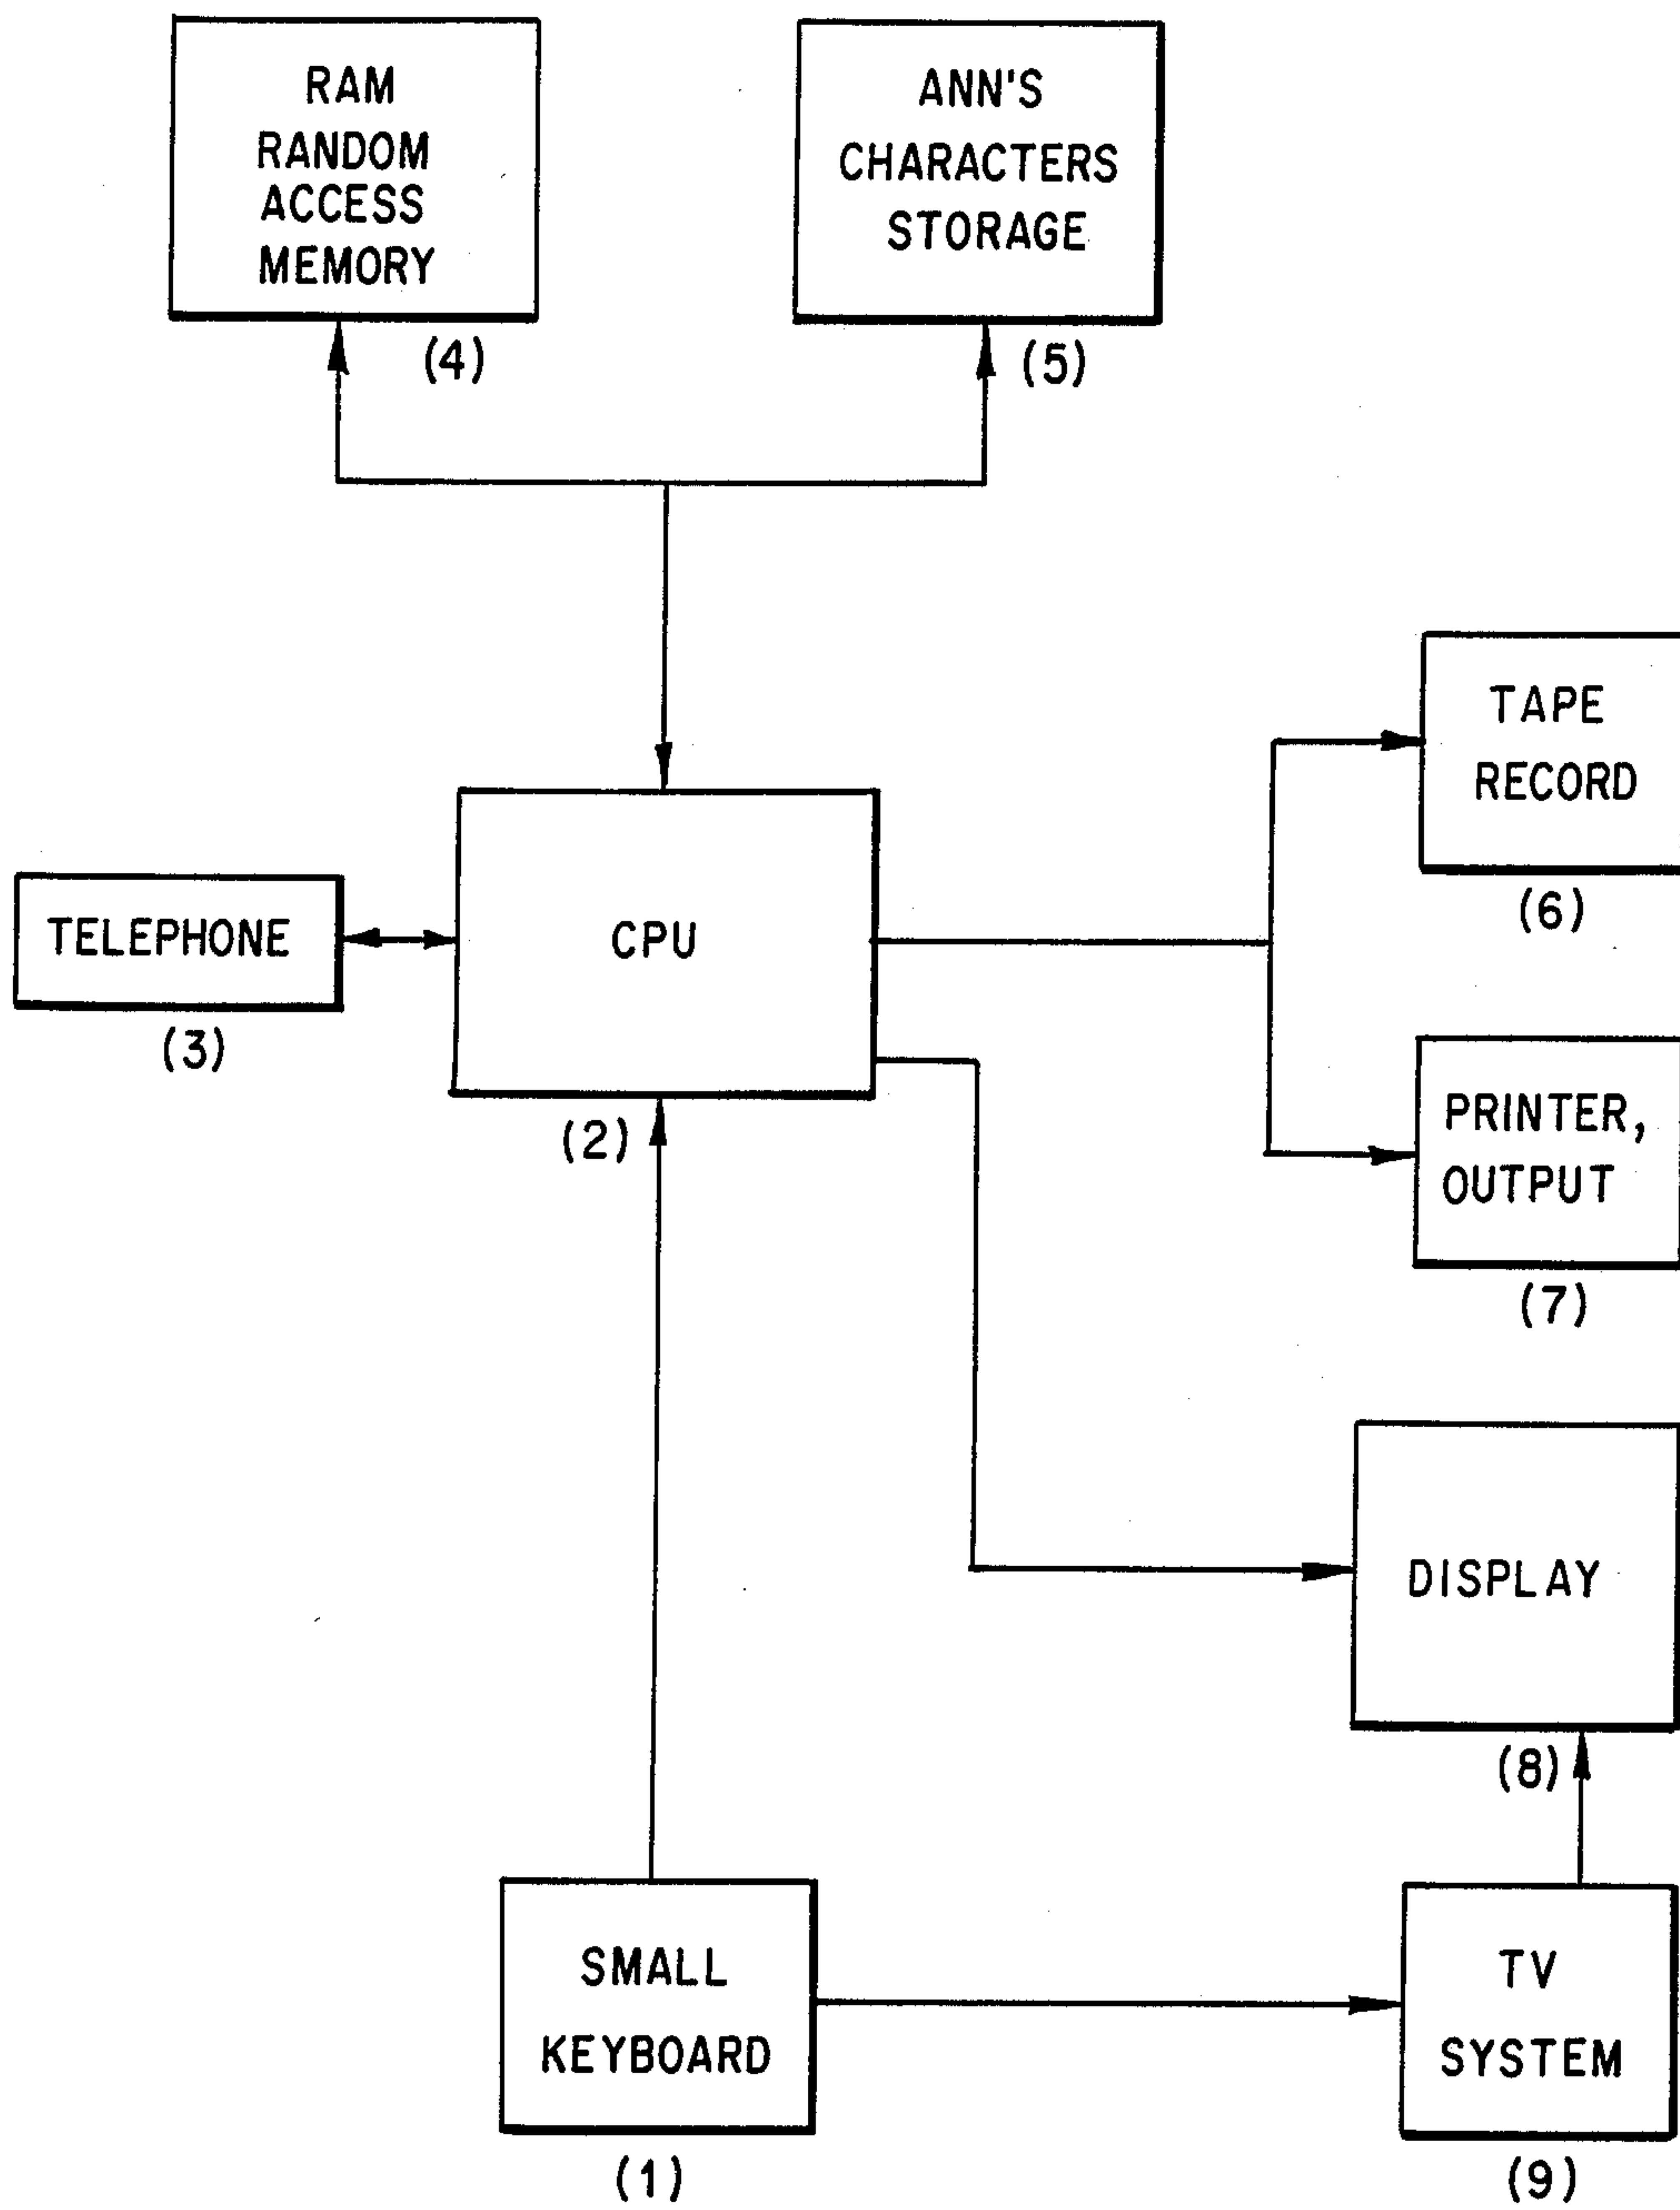 RAM
RANDOM
ACCESS
MEMORY
(4)
ANN'S
CHARACTERS
STORAGE
(5)
TAPE
RECORD
(6)
TELEPHONE
(3)
CPU
(2)
PRINTER,
OUTPUT
(7)
DISPLAY
(8)
SMALL
KEYBOARD
(1)
TV
SYSTEM
(9)